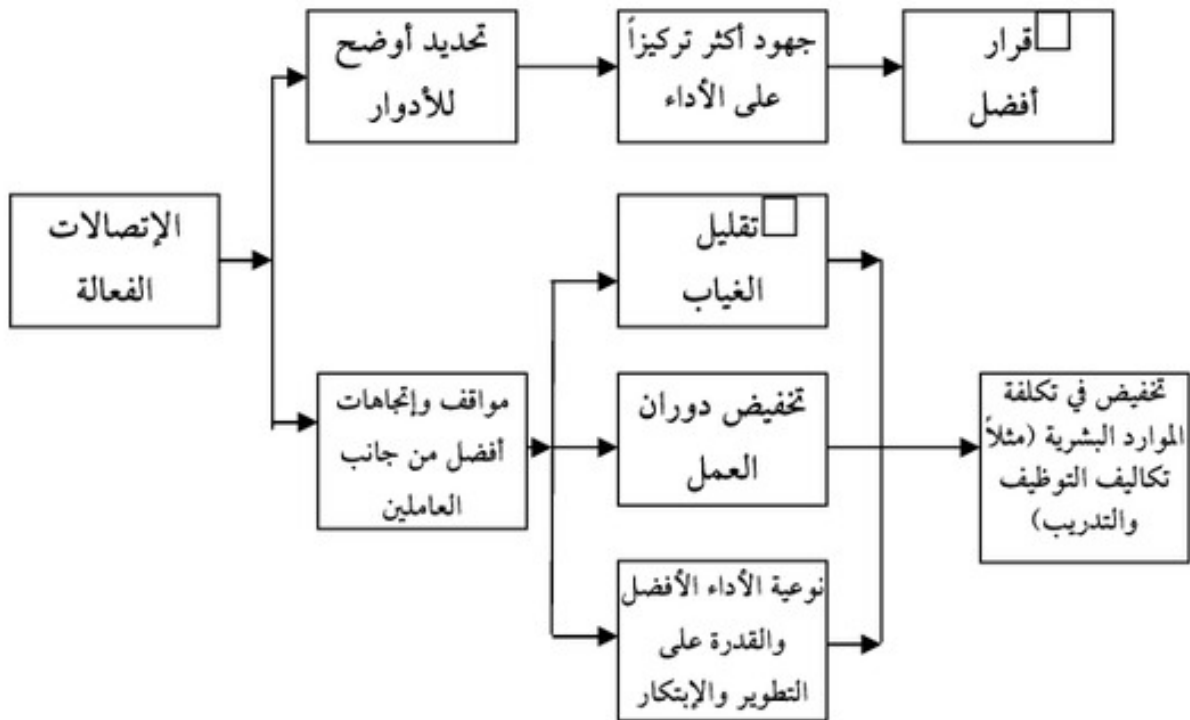 الإتصالات
الفعالة
تحديد أوضح
للأدوار
جهود أكثر تركيزاً
على الأداء
قرار
أفضل
مواقف وإتجاهات
أفضل من جانب
العاملين
تقليل
الغياب
تخفيض دوران
العمل
نوعية الأداء الأفضل
والقدرة على
التطوير والإبتكار
تخفيض في تكلفة
الموارد البشرية (مثلاً
تكاليف التوظيف
والتدريب)